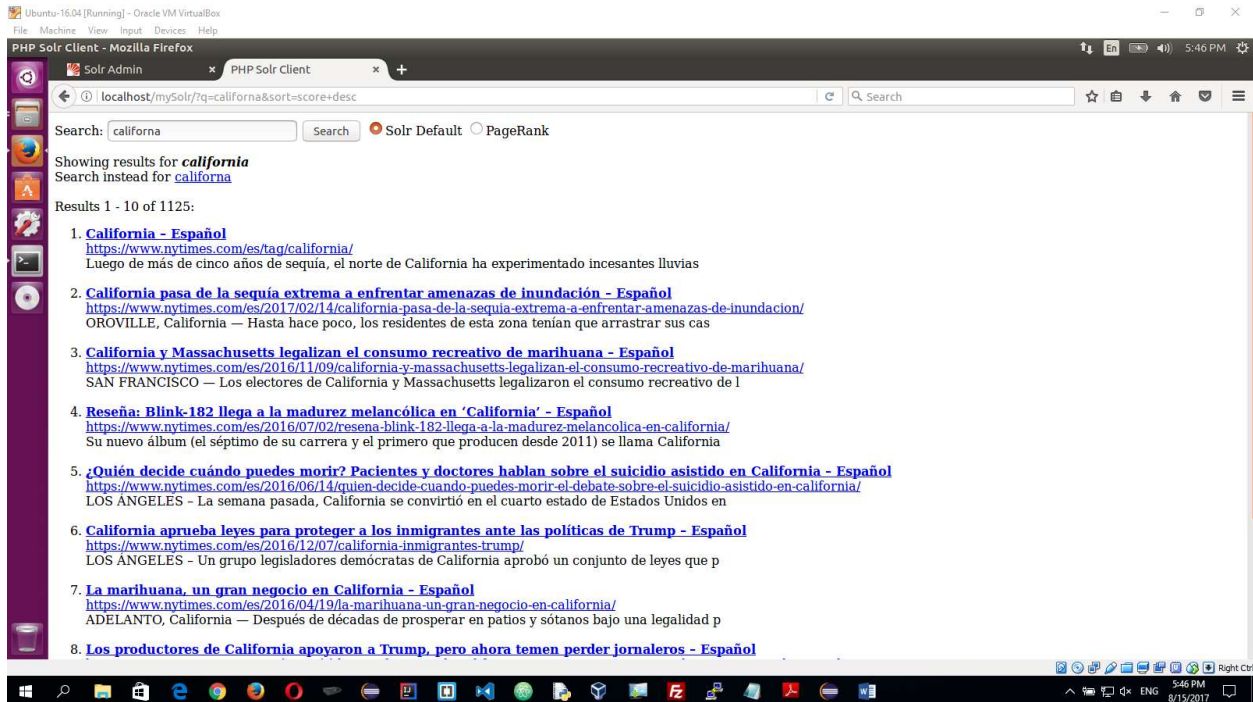 Ubuntu-16.04 [Running] - Oracle VM VirtualBox
File Machine View Input Devices Help
PHP Solr Client - Mozilla Firefox
En 5:46 PM
Solr Admin × PHP Solr Client × +
localhost/mySolr/?q=californa&sort=score+desc
Search
Search: californa Search Solr Default PageRank
Showing results for california
Search instead for californa
Results 1 - 10 of 1125:
1. California – Español
https://www.nytimes.com/es/tag/california/
Luego de más de cinco años de sequía, el norte de California ha experimentado incesantes lluvias
2. California pasa de la sequía extrema a enfrentar amenazas de inundación – Español
https://www.nytimes.com/es/2017/02/14/california-pasa-de-la-sequia-extrema-a-enfrentar-amenazas-de-inundacion/
OROVILLE, California — Hasta hace poco, los residentes de esta zona tenían que arrastrar sus cas
3. California y Massachusetts legalizan el consumo recreativo de marihuana – Español
https://www.nytimes.com/es/2016/11/09/california-y-massachusetts-legalizan-el-consumo-recreativo-de-marihuana/
SAN FRANCISCO — Los electores de California y Massachusetts legalizaron el consumo recreativo de l
4. Reseña: Blink-182 llega a la madurez melancólica en ‘California’ – Español
https://www.nytimes.com/es/2016/07/02/resena-blink-182-llega-a-la-madurez-melancolica-en-california/
Su nuevo álbum (el séptimo de su carrera y el primero que producen desde 2011) se llama California
5. ¿Quién decide cuándo puedes morir? Pacientes y doctores hablan sobre el suicidio asistido en California – Español
https://www.nytimes.com/es/2016/06/14/quien-decide-cuando-puedes-morir-el-debate-sobre-el-suicidio-asistido-en-california/
LOS ÁNGELES – La semana pasada, California se convirtió en el cuarto estado de Estados Unidos en
6. California aprueba leyes para proteger a los inmigrantes ante las políticas de Trump – Español
https://www.nytimes.com/es/2016/12/07/california-inmigrantes-trump/
LOS ÁNGELES – Un grupo legisladores demócratas de California aprobó un conjunto de leyes que p
7. La marihuana, un gran negocio en California – Español
https://www.nytimes.com/es/2016/04/19/la-marihuana-un-gran-negocio-en-california/
ADELANTO, California — Después de décadas de prosperar en patios y sótanos bajo una legalidad p
8. Los productores de California apoyaron a Trump, pero ahora temen perder jornaleros – Español
Right Ctrl
ENG 5:46 PM
8/15/2017